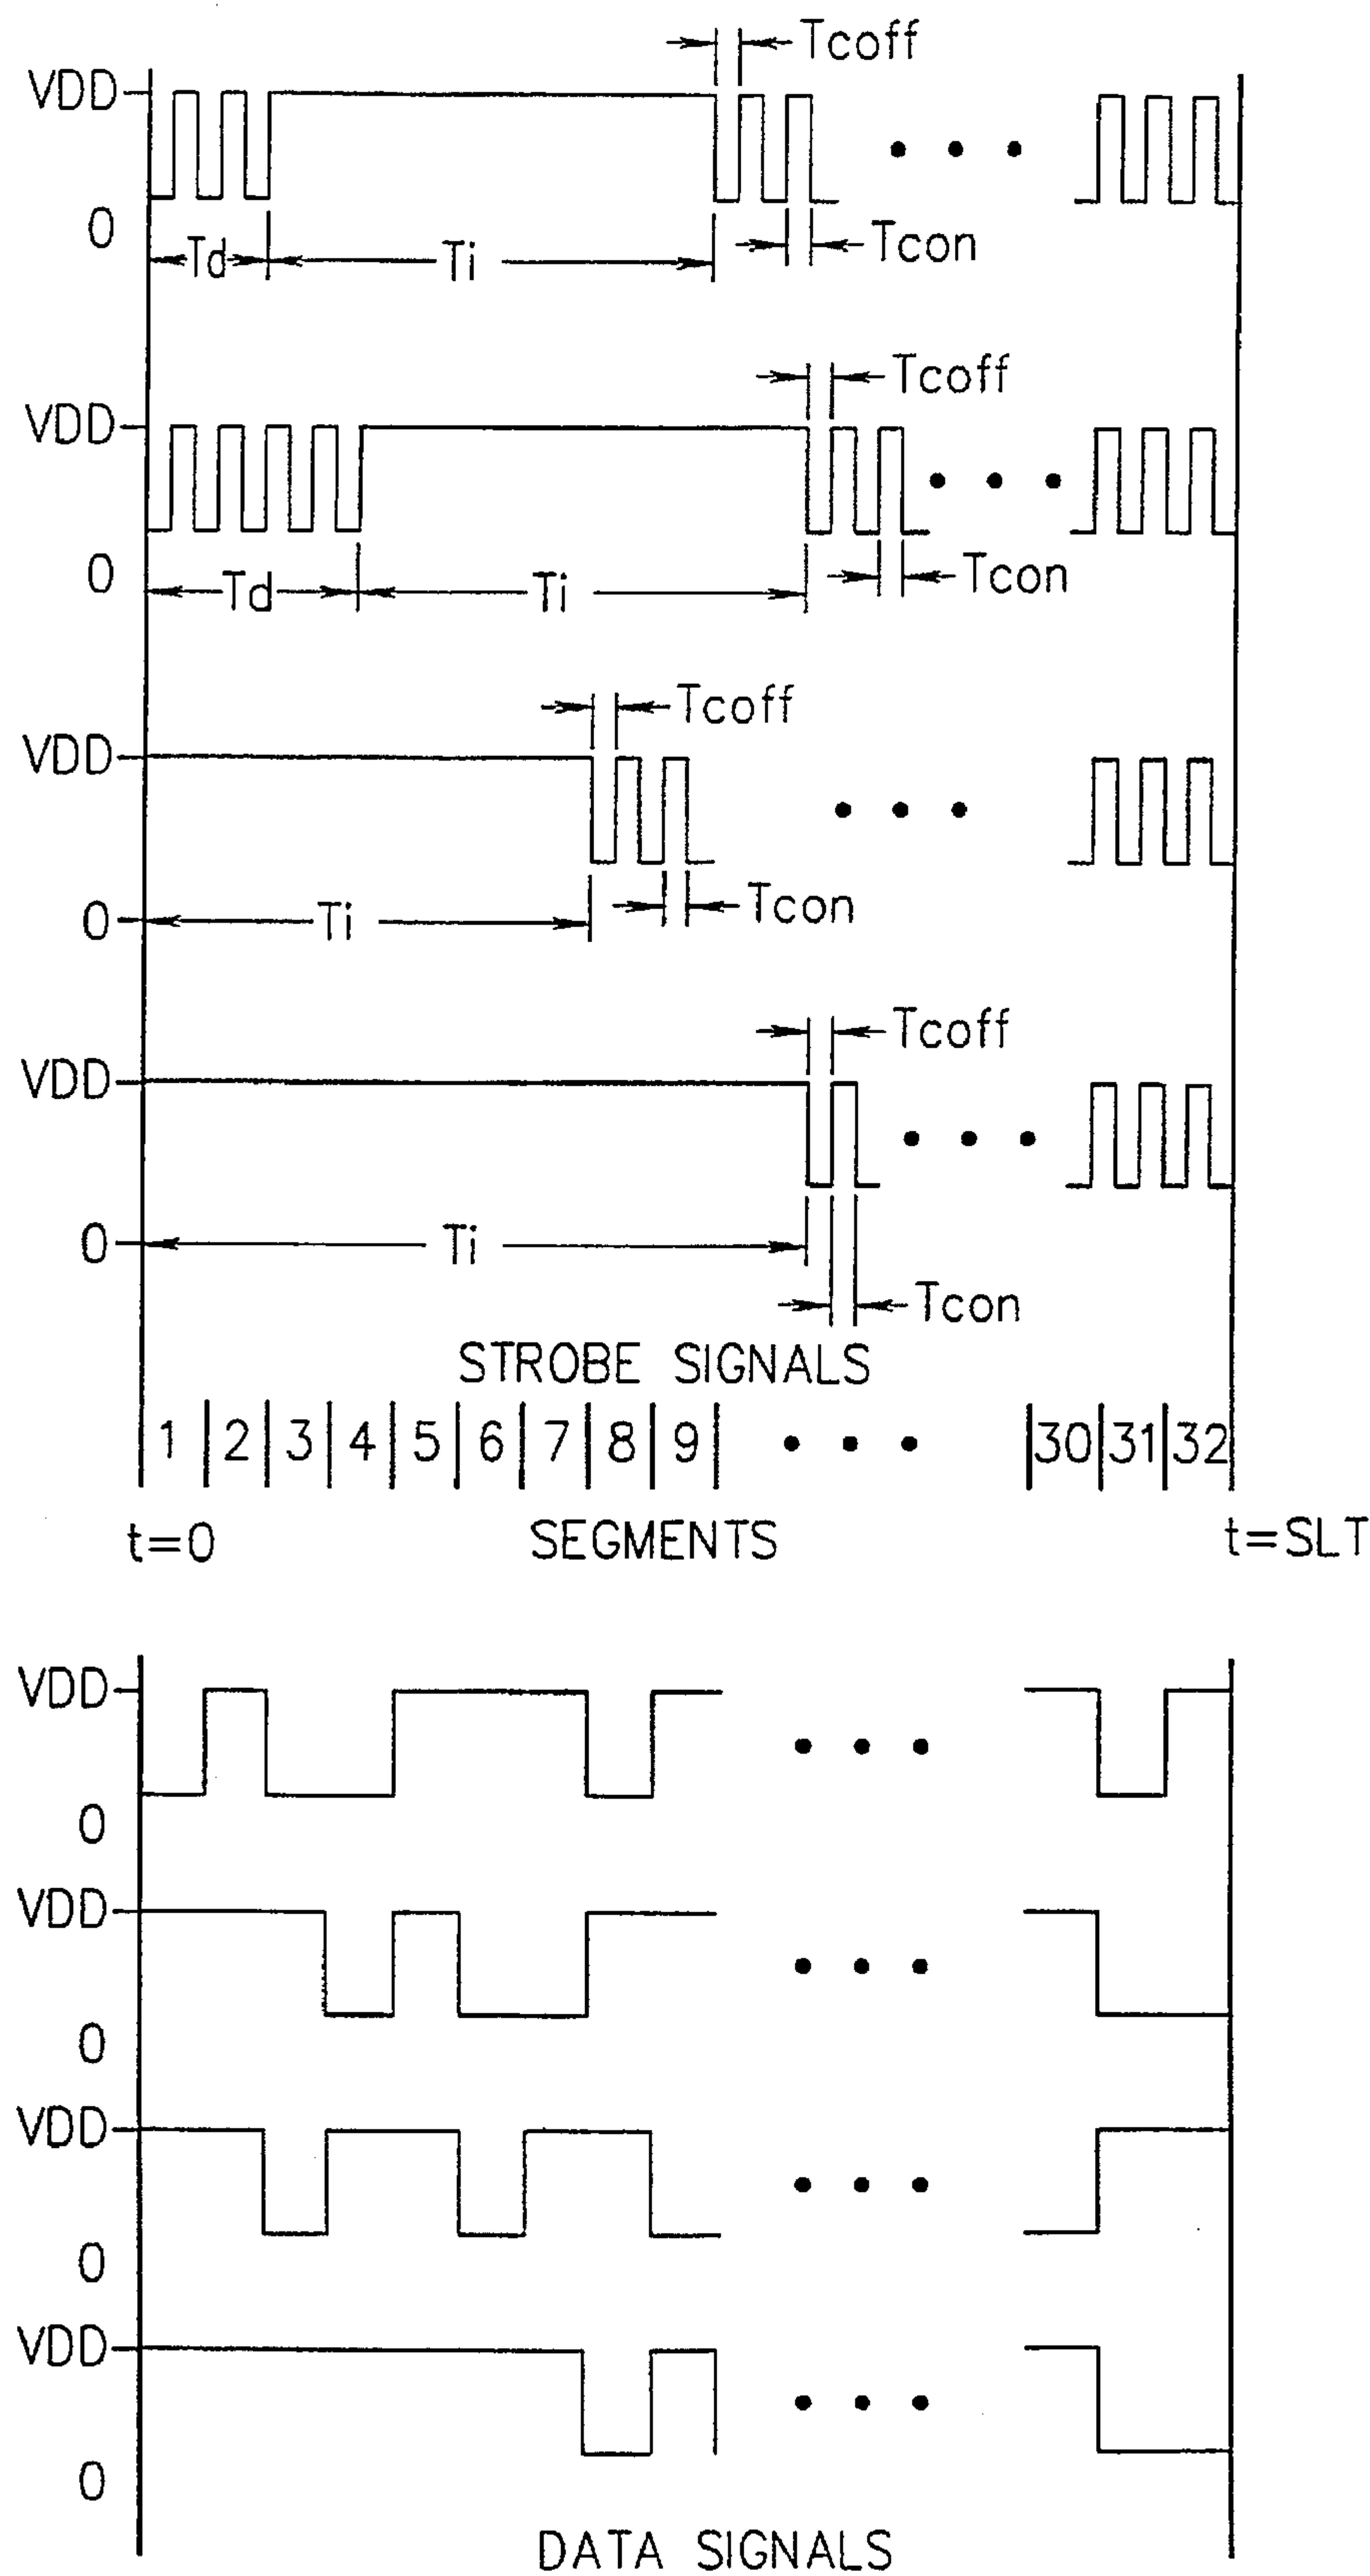 Tcoff
VDD
0
Td
Ti
Tcon
Tcoff
VDD
0
Td
Ti
Tcon
Tcoff
VDD
0
Ti
Tcon
Tcoff
VDD
0
Ti
Tcon
STROBE SIGNALS
1 2 3 4 5 6 7 8 9 30 31 32
t=0 SEGMENTS t=SLT
VDD
0
VDD
0
VDD
0
VDD
0
DATA SIGNALS